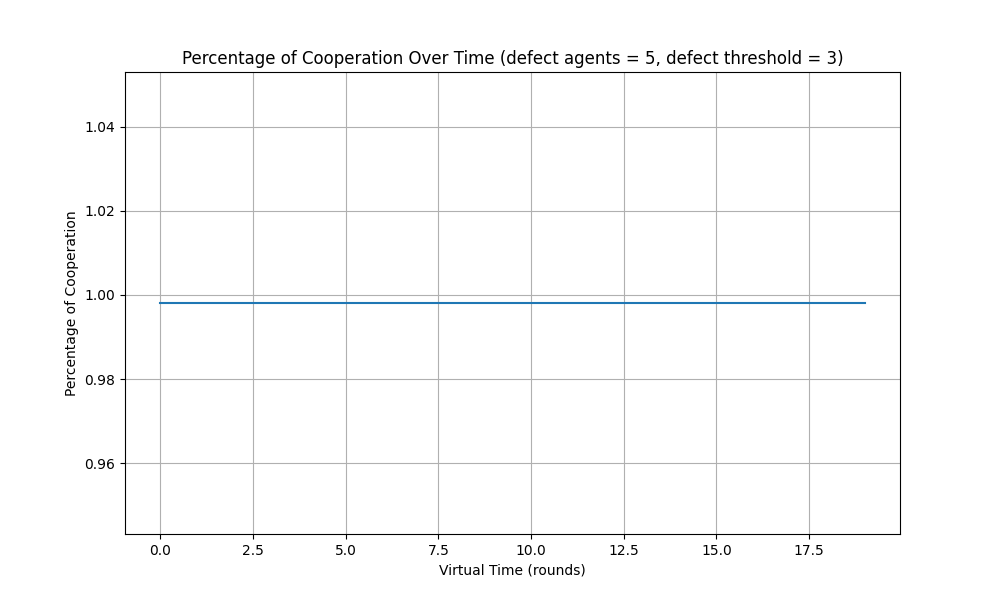 Percentage of Cooperation Over Time (defect agents = 5, defect threshold = 3)
Percentage of Cooperation
1.04
1.02
1.00
0.98
0.96
0.0 2.5 5.0 7.5 10.0 12.5 15.0 17.5
Virtual Time (rounds)